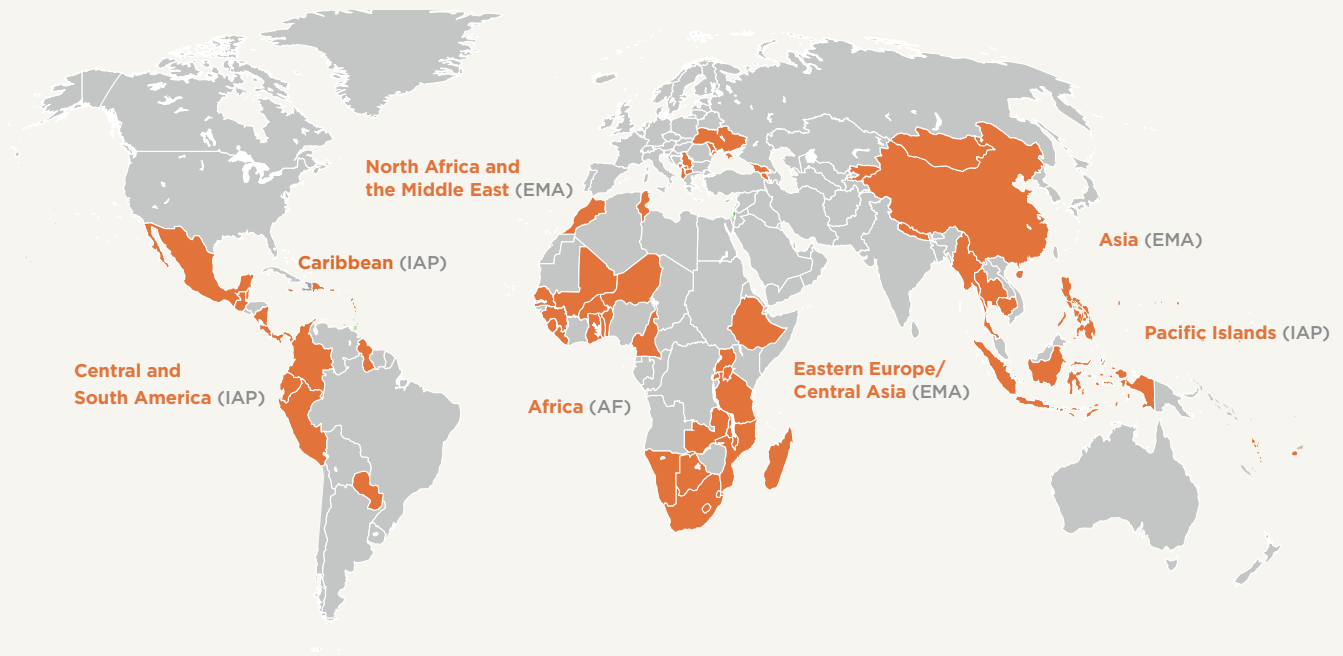 North Africa and
the Middle East (EMA)
Asia (EMA)
Caribbean (IAP)
Pacific Islands (IAP)
Central and
South America (IAP)
Eastern Europe/
Central Asia (EMA)
Africa (AF)